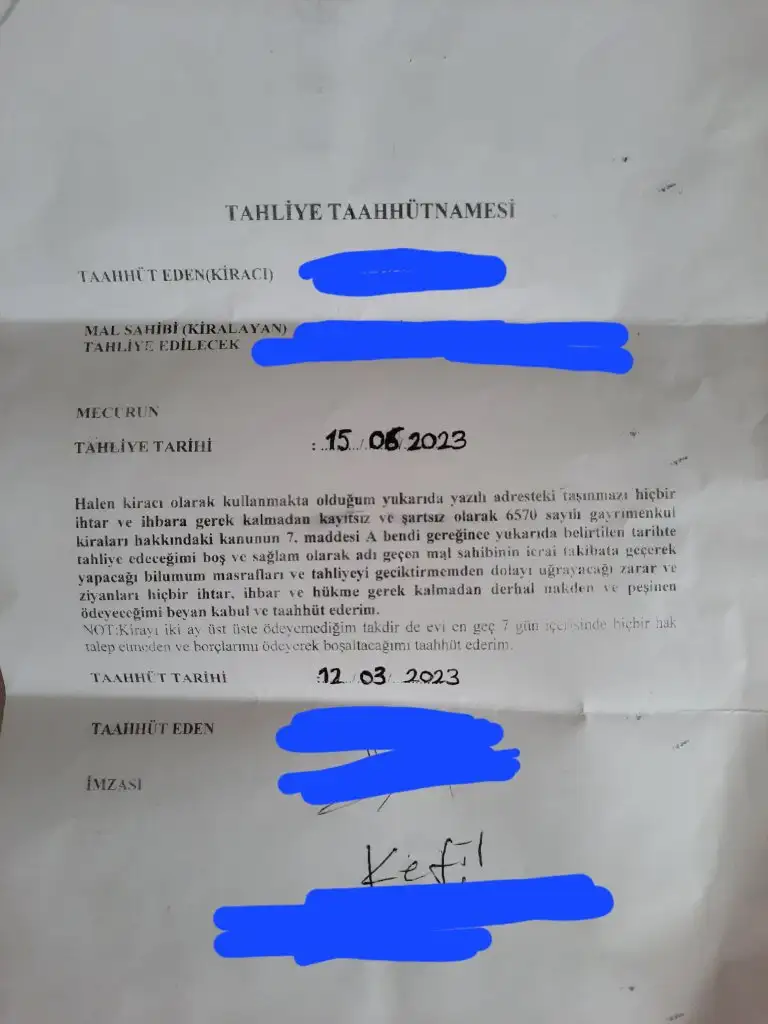 TAHLİYE TAAHHÜTNAMESİ
TAAHHÜT EDEN(KİRACI)
MAL SAHİBİ (KİRALAYAN)
TAHLİYE EDİLECEK
MECURUN
TAHLİYE TARİHİ : 15 / 06 / 2023
Halen kiracı olarak kullanmakta olduğum yukarıda yazılı adresteki taşınmazı hiçbir
ihtar ve ihbara gerek kalmadan kayıtsız ve şartsız olarak 6570 sayılı gayrımenkul
kiraları hakkındaki kanunun 7. maddesi A bendi gereğince yukarıda belirtilen tarihte
tahliye edeceğimi boş ve sağlam olarak adı geçen mal sahibinin icrai takibata geçerek
yapacağı bilumum masrafları ve tahliyeyi geciktirmemden dolayı uğrayacağı zarar ve
ziyanları hiçbir ihtar, ihbar ve hükme gerek kalmadan derhal nakden ve peşinen
ödeyeceğimi beyan kabul ve taahhüt ederim.
NOT:Kirayı iki ay üst üste ödeyemediğim takdir de evi en geç 7 gün içerisinde hiçbir hak
talep etmeden ve borçlarımı ödeyerek boşaltacağımı taahhüt ederim.
TAAHHÜT TARİHİ : 12 / 03 / 2023
TAAHHÜT EDEN
İMZASI
Kefil